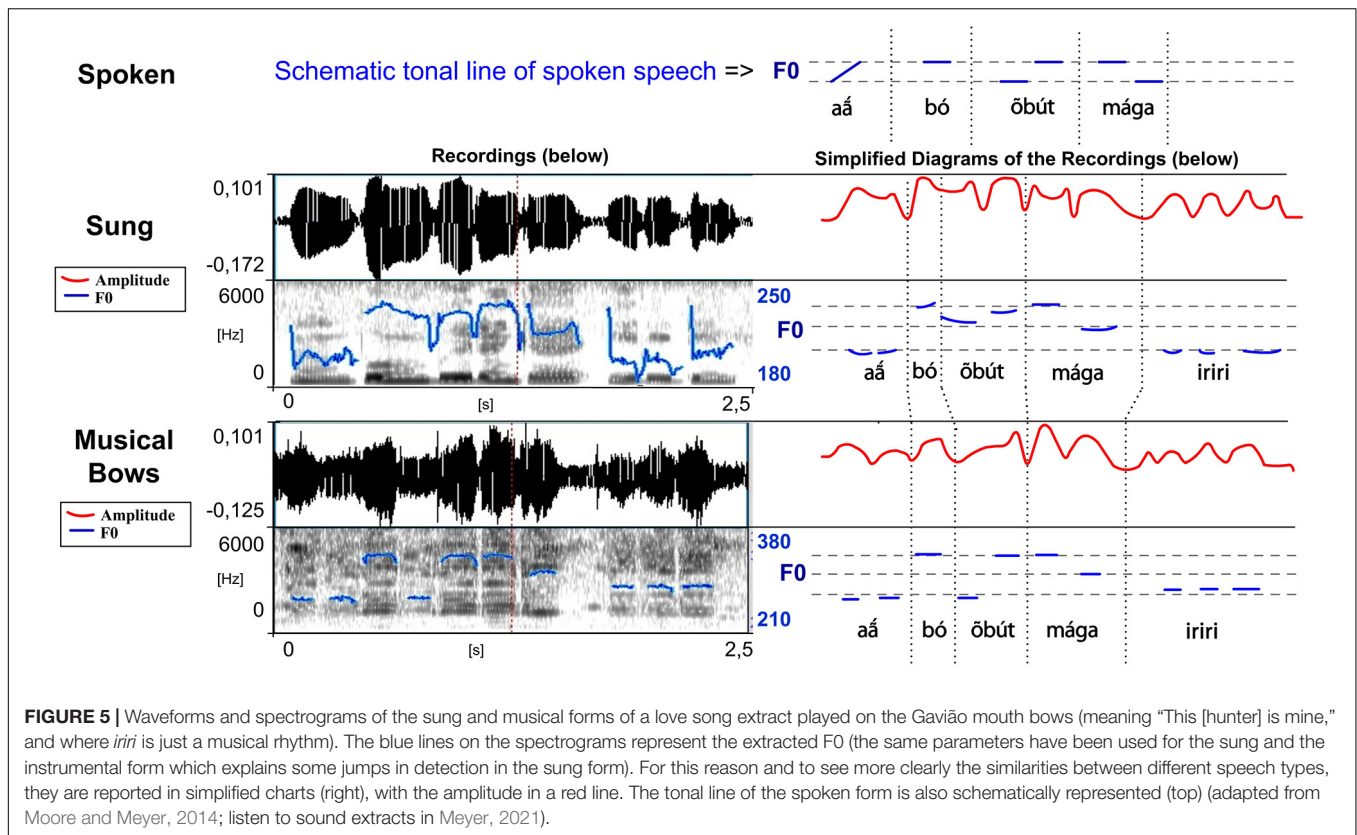 Spoken
Schematic tonal line of spoken speech => F0
aá̃ bó õbút mága
Recordings (below)
Simplified Diagrams of the Recordings (below)
Sung
Amplitude
F0
0,101
-0,172
6000
[Hz]
0
0 [s] 2,5
250
F0
180
aá̃ bó õbút mága iriri
Musical
Bows
Amplitude
F0
0,101
-0,125
6000
[Hz]
0
0 [s] 2,5
380
F0
210
aá̃ bó õbút mága iriri
FIGURE 5 | Waveforms and spectrograms of the sung and musical forms of a love song extract played on the Gavião mouth bows (meaning “This [hunter] is mine,”
and where iriri is just a musical rhythm). The blue lines on the spectrograms represent the extracted F0 (the same parameters have been used for the sung and the
instrumental form which explains some jumps in detection in the sung form). For this reason and to see more clearly the similarities between different speech types,
they are reported in simplified charts (right), with the amplitude in a red line. The tonal line of the spoken form is also schematically represented (top) (adapted from
Moore and Meyer, 2014; listen to sound extracts in Meyer, 2021).